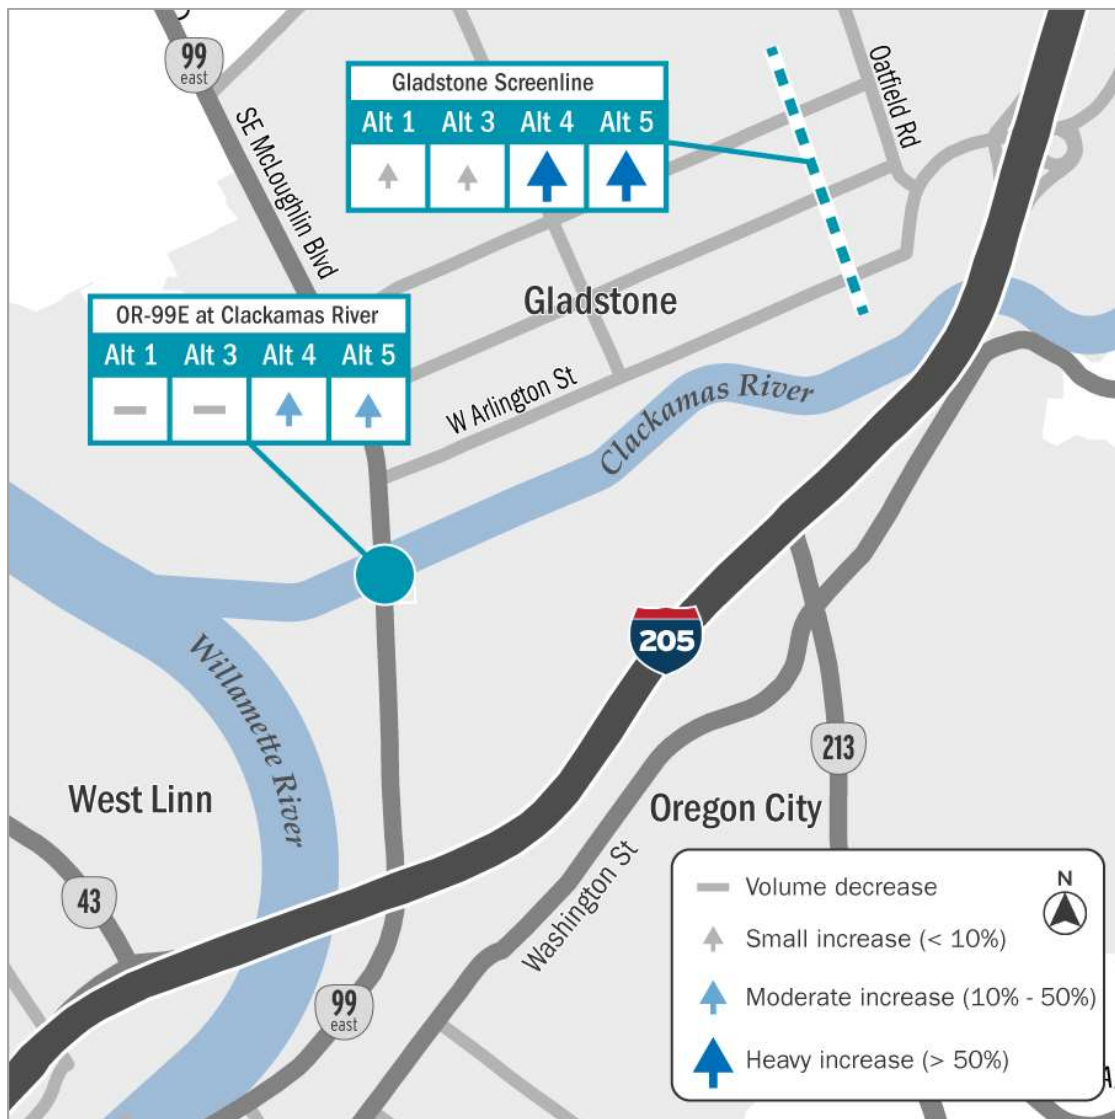 99
east
SE McLoughlin Blvd
Gladstone Screenline
Alt 1 Alt 3 Alt 4 Alt 5
Oatfield Rd
OR-99E at Clackamas River
Alt 1 Alt 3 Alt 4 Alt 5
Gladstone
W Arlington St
Clackamas River
205
Willamette River
West Linn
213
Oregon City
43
Washington St
99
east
Volume decrease
N
Small increase (< 10%)
Moderate increase (10% - 50%)
Heavy increase (> 50%)